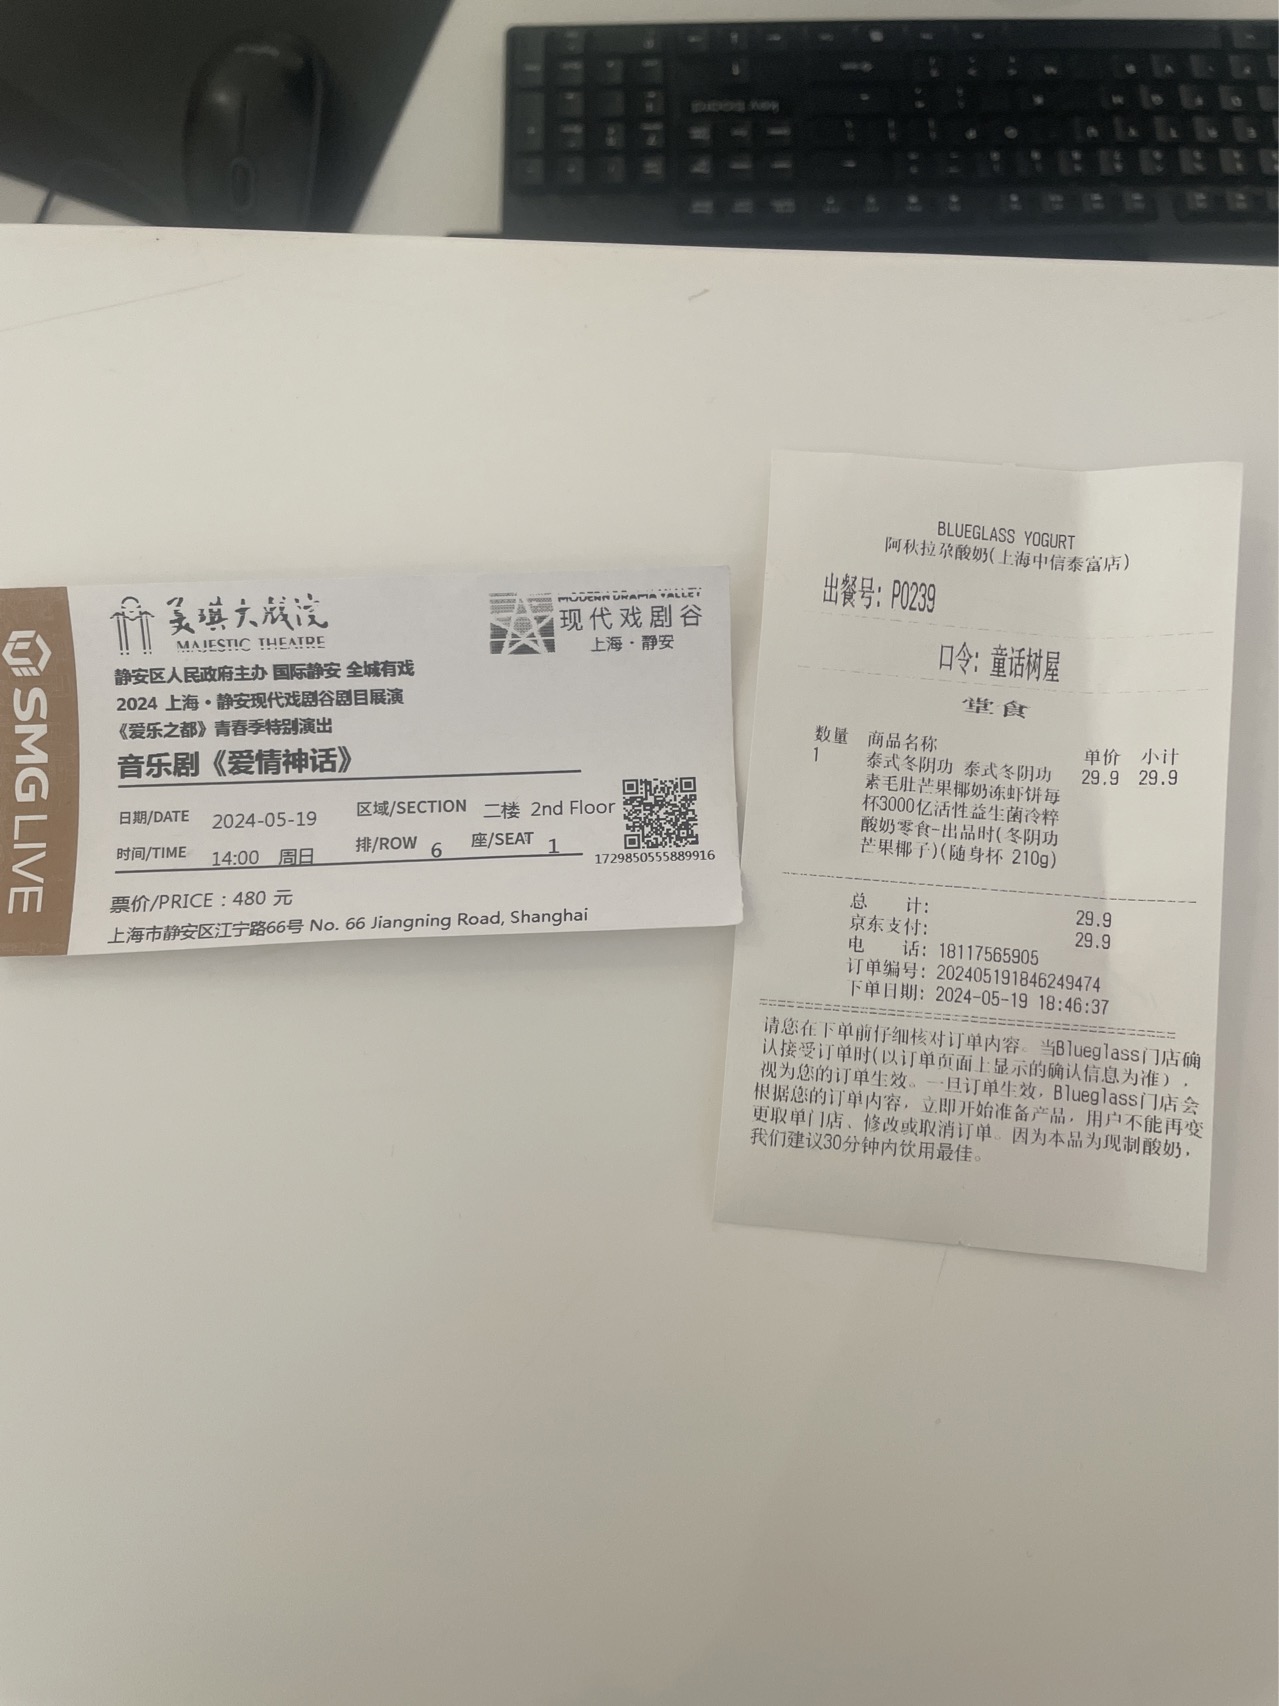 SMG LIVE
美琪大戏院
MAJESTIC THEATRE
MODERN DRAMA VALLEY
现代戏剧谷
上海·静安
静安区人民政府主办 国际静安 全城有戏
2024 上海·静安现代戏剧谷剧目展演
《爱乐之都》青春季特别演出
音乐剧《爱情神话》
日期/DATE 2024-05-19 区域/SECTION 二楼 2nd Floor
时间/TIME 14:00 周日 排/ROW 6 座/SEAT 1
1729850555889916
票价/PRICE：480 元
上海市静安区江宁路66号 No. 66 Jiangning Road, Shanghai
BLUEGLASS YOGURT
阿秋拉尕酸奶(上海中信泰富店)
出餐号: P0239
口令: 童话树屋
堂食
数量 商品名称 单价 小计
1 泰式冬阴功 泰式冬阴功 29.9 29.9
素毛肚芒果椰奶冻虾饼每
杯3000亿活性益生菌冷粹
酸奶零食-出品时(冬阴功
芒果椰子)(随身杯 210g)
总 计: 29.9
京东支付: 29.9
电 话: 18117565905
订单编号: 202405191846249474
下单日期: 2024-05-19 18:46:37
请您在下单前仔细核对订单内容。当Blueglass门店确
认接受订单时(以订单页面上显示的确认信息为准)，
视为您的订单生效。一旦订单生效，Blueglass门店会
根据您的订单内容，立即开始准备产品，用户不能再变
更取单门店、修改或取消订单。因为本品为现制酸奶，
我们建议30分钟内饮用最佳。